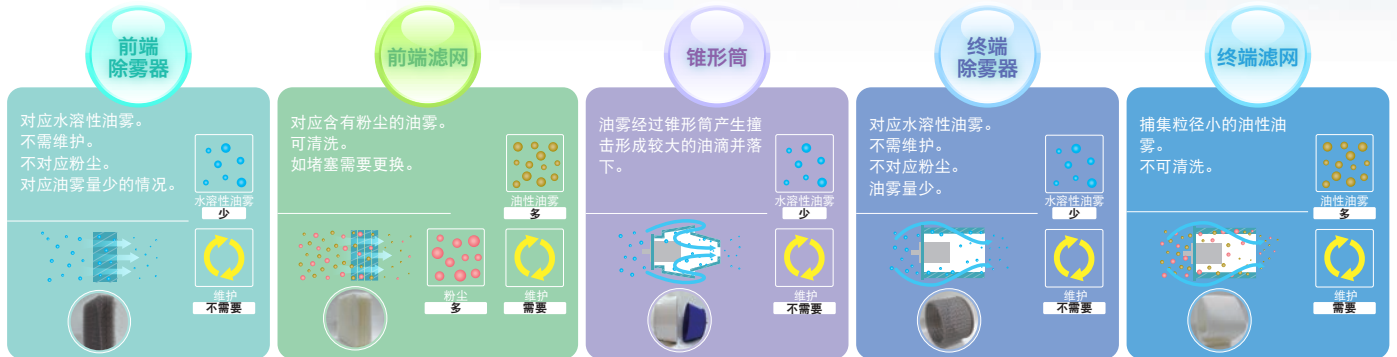 前端
除雾器
对应水溶性油雾。
不需维护。
不对应粉尘。
对应油雾量少的情况。
水溶性油雾
少
维护
不需要
前端滤网
对应含有粉尘的油雾。
可清洗。
如堵塞需要更换。
油性油雾
多
粉尘
多
维护
需要
锥形筒
油雾经过锥形筒产生撞
击形成较大的油滴并落
下。
水溶性油雾
少
维护
不需要
终端
除雾器
对应水溶性油雾。
不需维护。
不对应粉尘。
油雾量少。
水溶性油雾
少
维护
不需要
终端滤网
捕集粒径小的油性油
雾。
不可清洗。
油性油雾
多
维护
需要